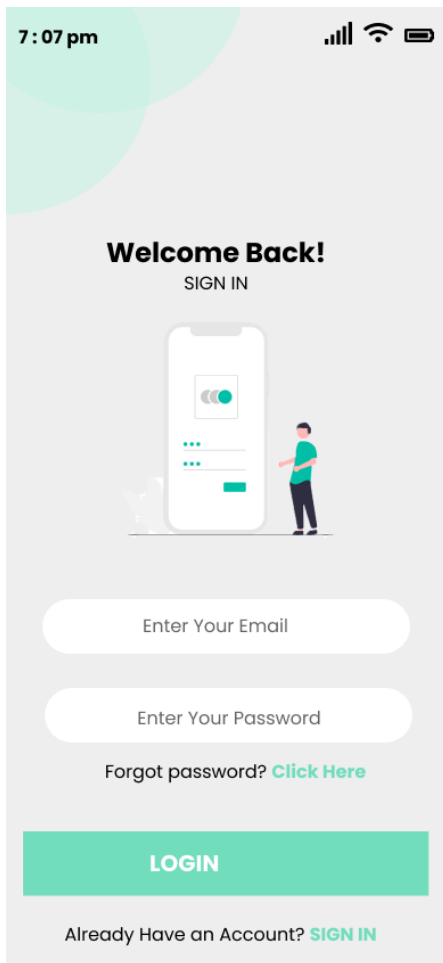 7 : 07 pm
Welcome Back!
SIGN IN
Enter Your Email
Enter Your Password
Forgot password? Click Here
LOGIN
Already Have an Account? SIGN IN